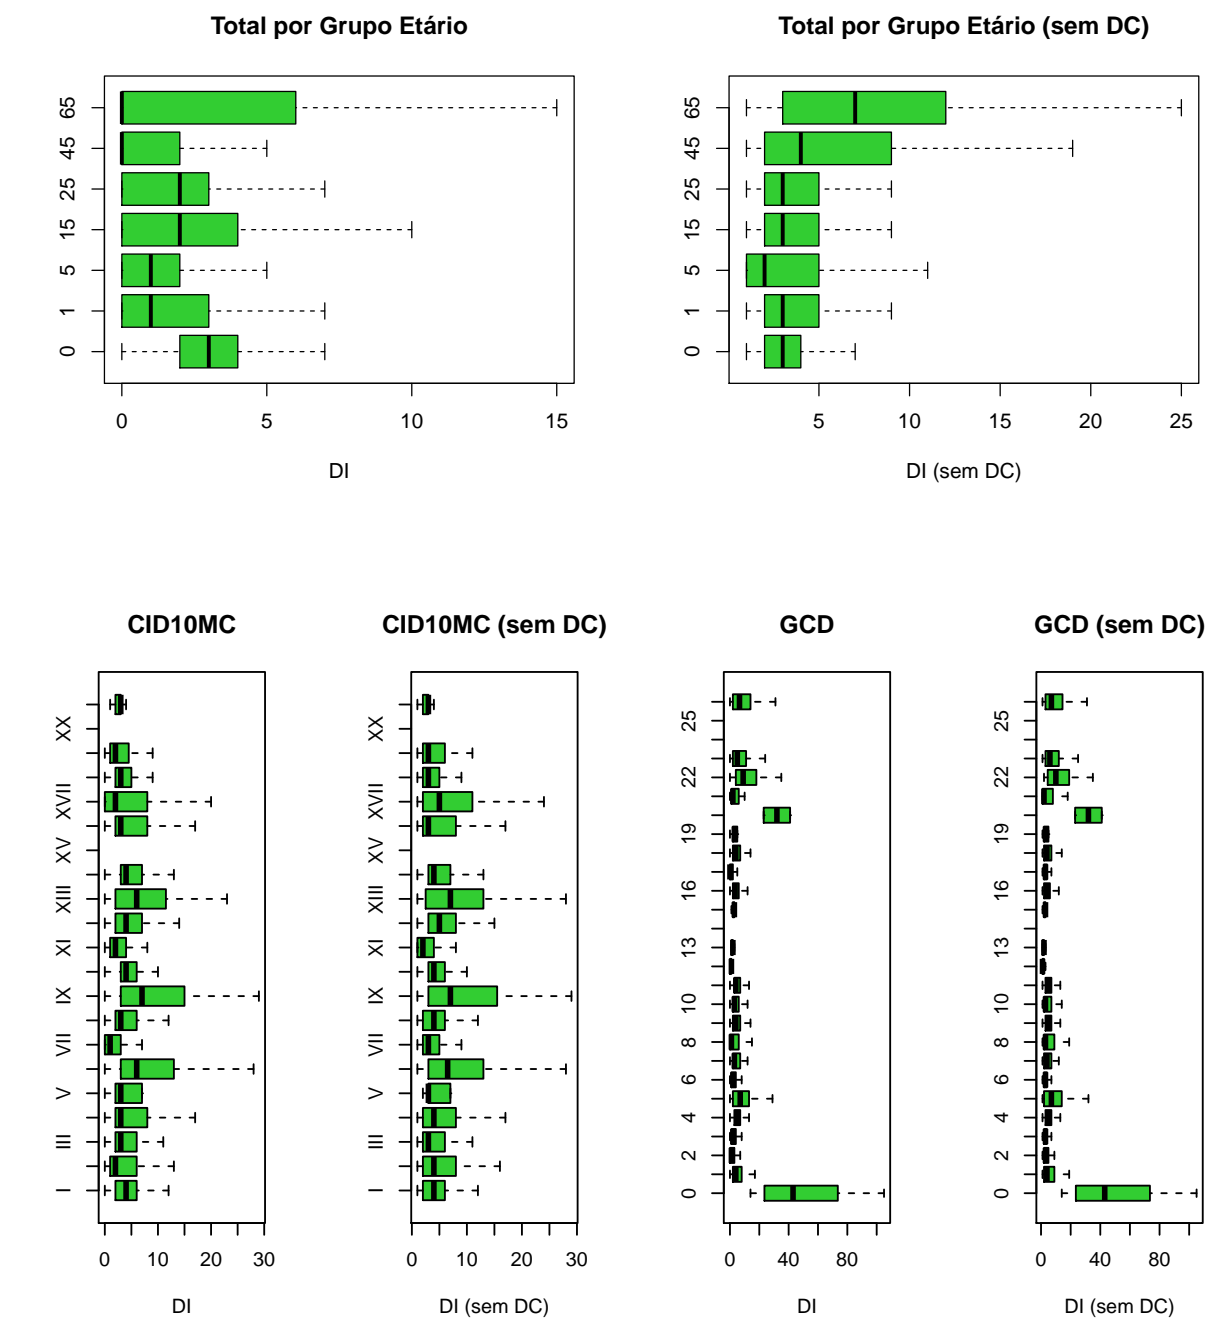 Total por Grupo Etário
65
45
25
15
5
1
0
0 5 10 15
DI
Total por Grupo Etário (sem DC)
65
45
25
15
5
1
0
5 10 15 20 25
DI (sem DC)
CID10MC
XX
XVII
XV
XIII
XI
IX
VII
V
III
I
0 10 20 30
DI
CID10MC (sem DC)
XX
XVII
XV
XIII
XI
IX
VII
V
III
I
0 10 20 30
DI (sem DC)
GCD
25
22
19
16
13
10
8
6
4
2
0
0 40 80
DI
GCD (sem DC)
25
22
19
16
13
10
8
6
4
2
0
0 40 80
DI (sem DC)